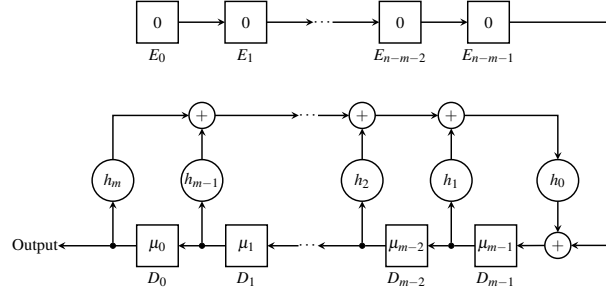 0 0 ... 0 0
E₀ E₁ Eₙ₋ₘ₋₂ Eₙ₋ₘ₋₁
+ ... + +
hₘ hₘ₋₁ h₂ h₁ h₀
Output μ₀ μ₁ ... μₘ₋₂ μₘ₋₁ +
D₀ D₁ Dₘ₋₂ Dₘ₋₁